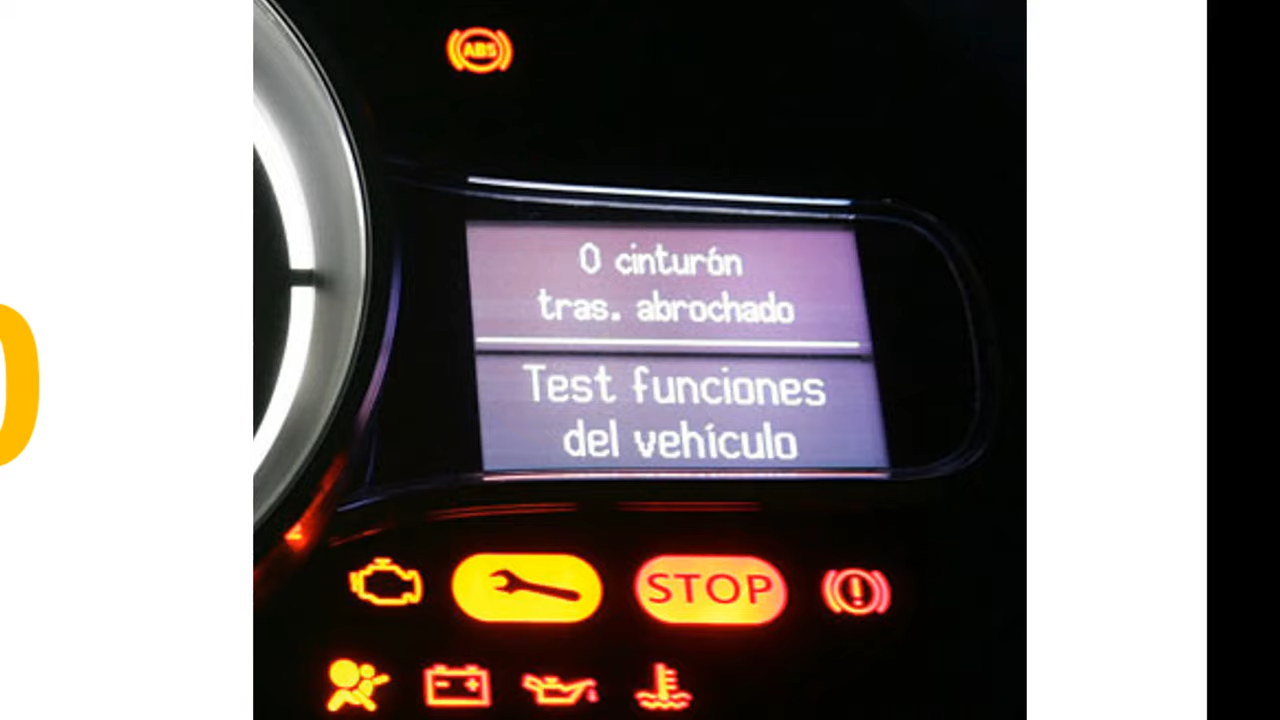 ABS
0 cinturón
tras. abrochado
Test funciones
del vehículo
STOP